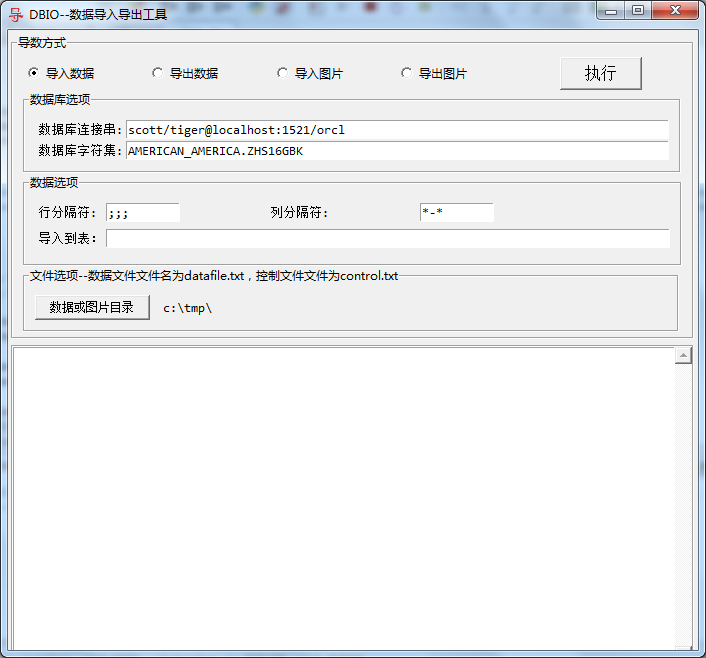 导 DBIO--数据导入导出工具
导数方式
导入数据 导出数据 导入图片 导出图片 执行
数据库选项
数据库连接串: scott/tiger@localhost:1521/orcl
数据库字符集: AMERICAN_AMERICA.ZHS16GBK
数据选项
行分隔符: ;;; 列分隔符: *-*
导入到表:
文件选项--数据文件文件名为datafile.txt，控制文件文件为control.txt
数据或图片目录 c:\tmp\